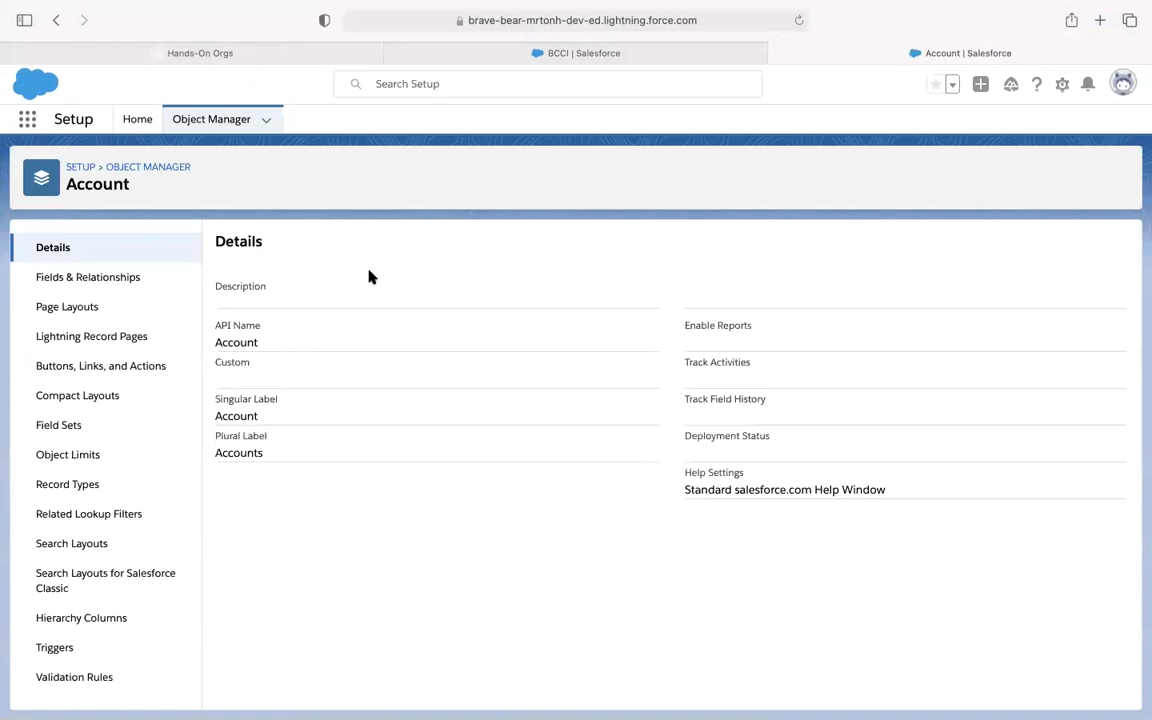 brave-bear-mrtonh-dev-ed.lightning.force.com
Hands-On Orgs
BCCI | Salesforce
Account | Salesforce
Search Setup
Setup
Home
Object Manager
SETUP > OBJECT MANAGER
Account
Details
Fields & Relationships
Page Layouts
Lightning Record Pages
Buttons, Links, and Actions
Compact Layouts
Field Sets
Object Limits
Record Types
Related Lookup Filters
Search Layouts
Search Layouts for Salesforce
Classic
Hierarchy Columns
Triggers
Validation Rules
Details
Description
API Name
Account
Custom
Singular Label
Account
Plural Label
Accounts
Enable Reports
Track Activities
Track Field History
Deployment Status
Help Settings
Standard salesforce.com Help Window